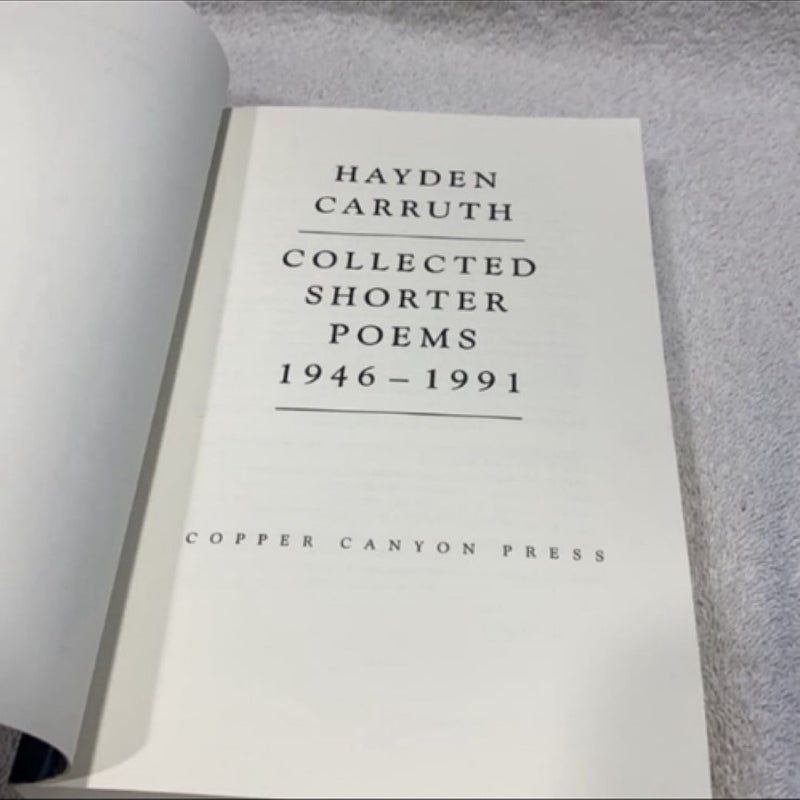 HAYDEN
CARRUTH
COLLECTED
SHORTER
POEMS
1946 – 1991
COPPER CANYON PRESS